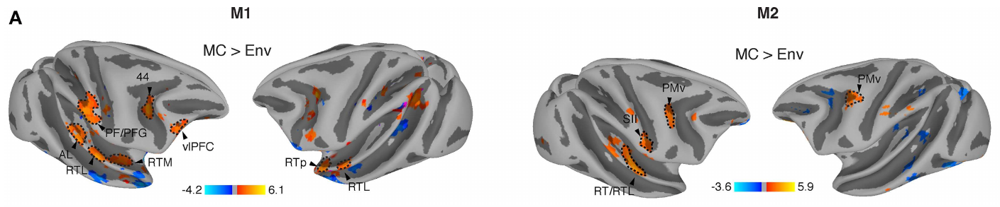 A
M1
M2
MC > Env
MC > Env
44
PMv
PMv
SII
PF/PFG
vlPFC
AL
RTL
RTM
RTp
RTL
RT/RTL
-4.2 6.1
-3.6 5.9